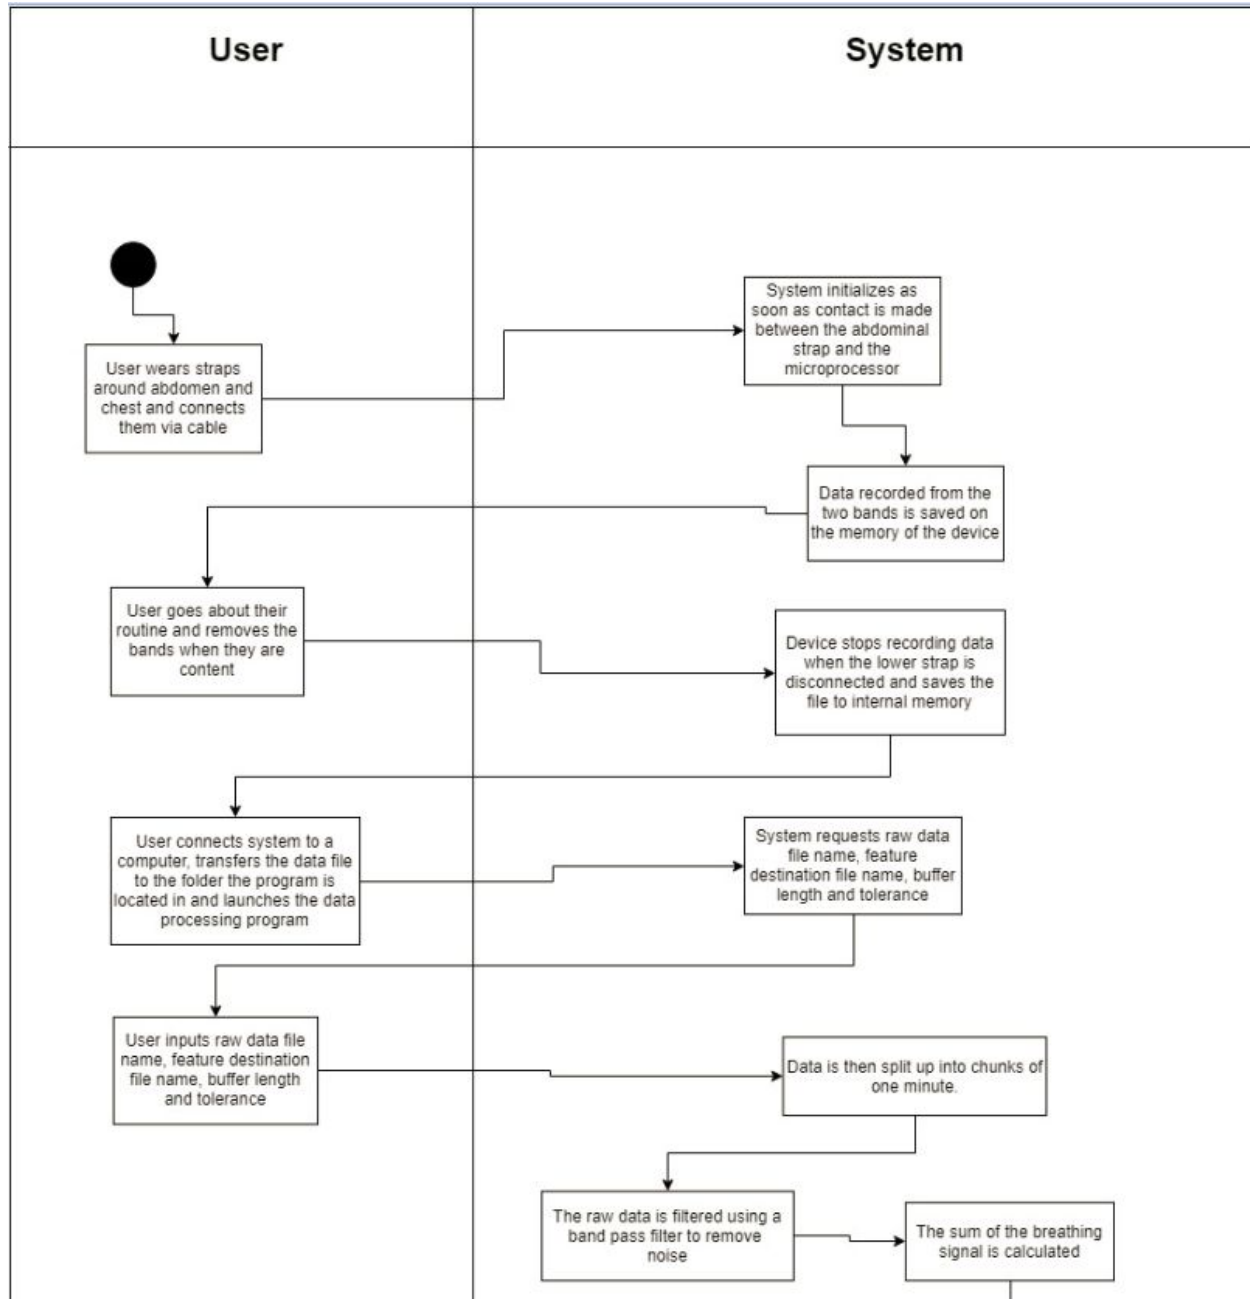 User
System
User wears straps
around abdomen and
chest and connects
them via cable
System initializes as
soon as contact is made
between the abdominal
strap and the
microprocessor
Data recorded from the
two bands is saved on
the memory of the device
User goes about their
routine and removes the
bands when they are
content
Device stops recording data
when the lower strap is
disconnected and saves the
file to internal memory
User connects system to a
computer, transfers the data file
to the folder the program is
located in and launches the data
processing program
System requests raw data
file name, feature
destination file name, buffer
length and tolerance
User inputs raw data file
name, feature destination
file name, buffer length
and tolerance
Data is then split up into chunks of
one minute.
The raw data is filtered using a
band pass filter to remove
noise
The sum of the breathing
signal is calculated